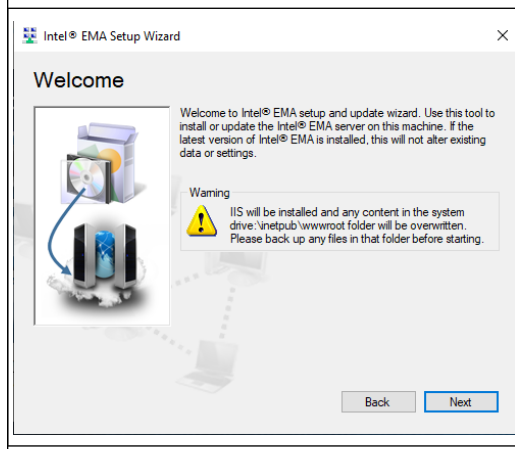 Intel® EMA Setup Wizard
Welcome
Welcome to Intel® EMA setup and update wizard. Use this tool to
install or update the Intel® EMA server on this machine. If the
latest version of Intel® EMA is installed, this will not alter existing
data or settings.
Warning
IIS will be installed and any content in the system
drive:\inetpub\wwwroot folder will be overwritten.
Please back up any files in that folder before starting.
Back Next